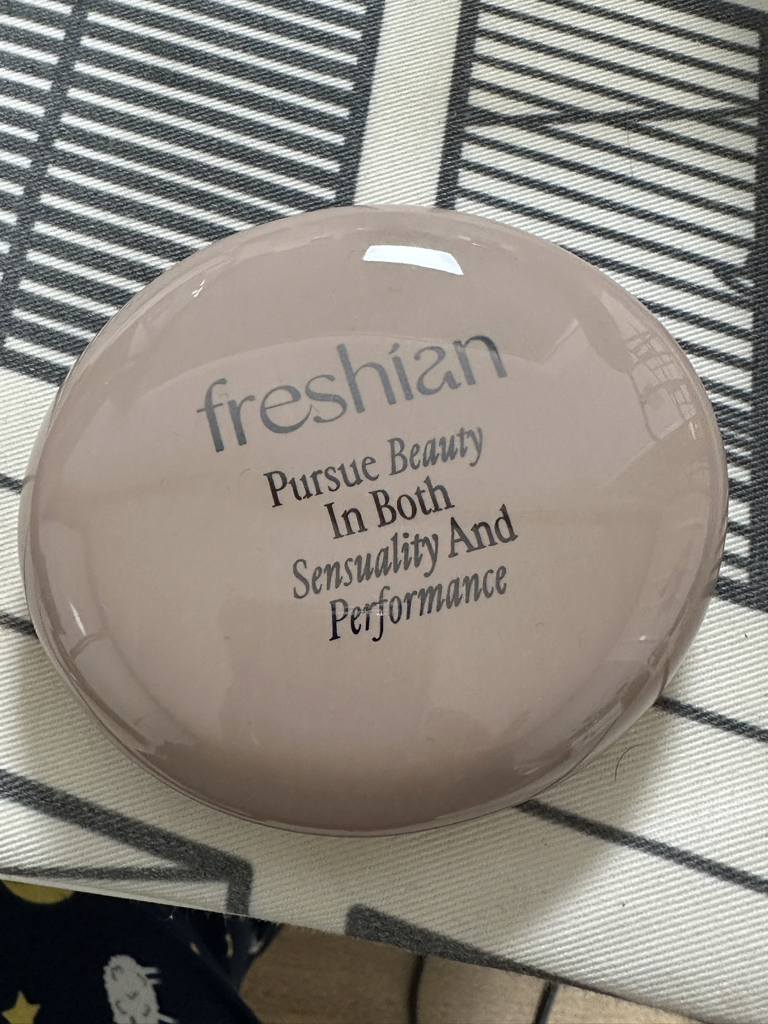 freshian
Pursue Beauty
In Both
Sensuality And
Performance